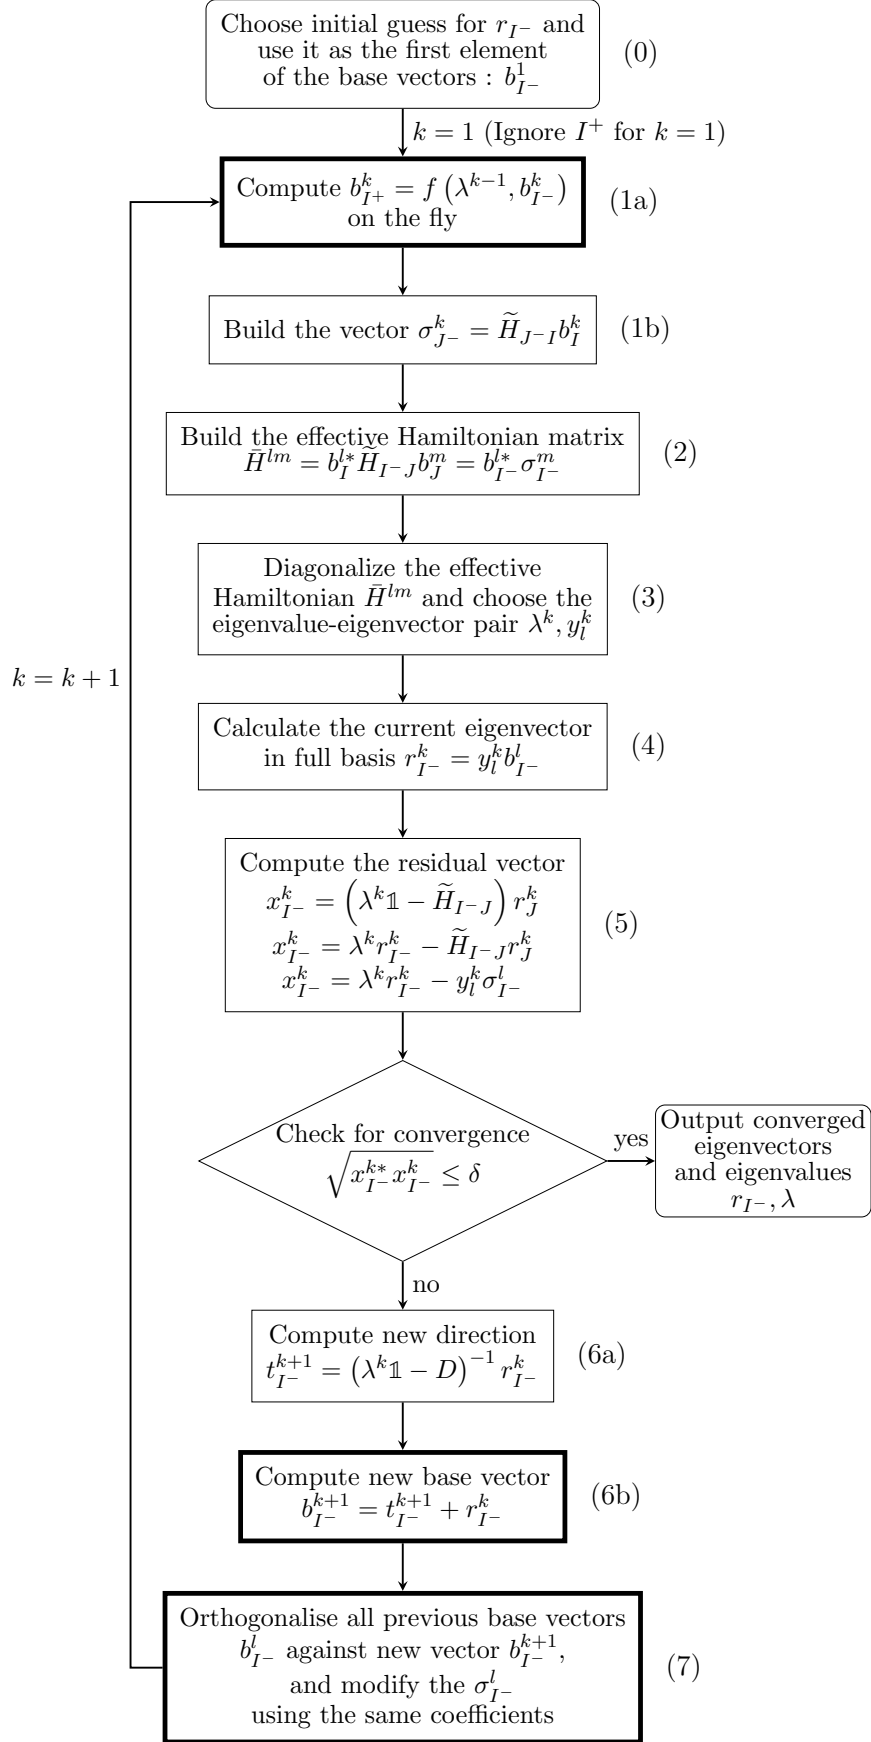 Choose initial guess for $r_{I^-}$ and
use it as the first element
of the base vectors : $b^1_{I^-}$
(0)
$k = 1$ (Ignore $I^+$ for $k = 1$)
Compute $b^k_{I^+} = f\left(\lambda^{k-1}, b^k_{I^-}\right)$
on the fly
(1a)
Build the vector $\sigma^k_{J^-} = \widetilde{H}_{J^-I} b^k_I$
(1b)
Build the effective Hamiltonian matrix
$\bar{H}^{lm} = b^{l*}_I \widetilde{H}_{I^-J} b^m_J = b^{l*}_{I^-} \sigma^m_{I^-}$
(2)
Diagonalize the effective
Hamiltonian $\bar{H}^{lm}$ and choose the
eigenvalue-eigenvector pair $\lambda^k, y^k_l$
(3)
$k = k + 1$
Calculate the current eigenvector
in full basis $r^k_{I^-} = y^k_l b^l_{I^-}$
(4)
Compute the residual vector
$x^k_{I^-} = \left(\lambda^k \mathbb{1} - \widetilde{H}_{I^-J}\right) r^k_J$
$x^k_{I^-} = \lambda^k r^k_{I^-} - \widetilde{H}_{I^-J} r^k_J$
$x^k_{I^-} = \lambda^k r^k_{I^-} - y^k_l \sigma^l_{I^-}$
(5)
Check for convergence
$\sqrt{x^{k*}_{I^-} x^k_{I^-}} \leq \delta$
yes
Output converged
eigenvectors
and eigenvalues
$r_{I^-}, \lambda$
no
Compute new direction
$t^{k+1}_{I^-} = \left(\lambda^k \mathbb{1} - D\right)^{-1} r^k_{I^-}$
(6a)
Compute new base vector
$b^{k+1}_{I^-} = t^{k+1}_{I^-} + r^k_{I^-}$
(6b)
Orthogonalise all previous base vectors
$b^l_{I^-}$ against new vector $b^{k+1}_{I^-}$,
and modify the $\sigma^l_{I^-}$
using the same coefficients
(7)